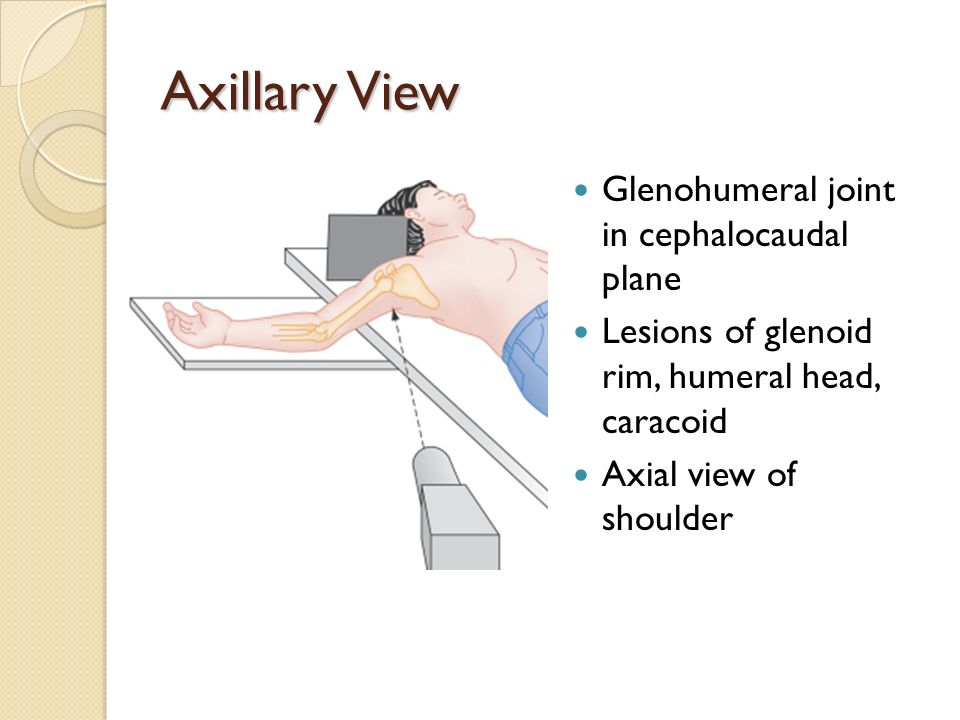 Axillary View
• Glenohumeral joint
in cephalocaudal
plane
• Lesions of glenoid
rim, humeral head,
caracoid
• Axial view of
shoulder